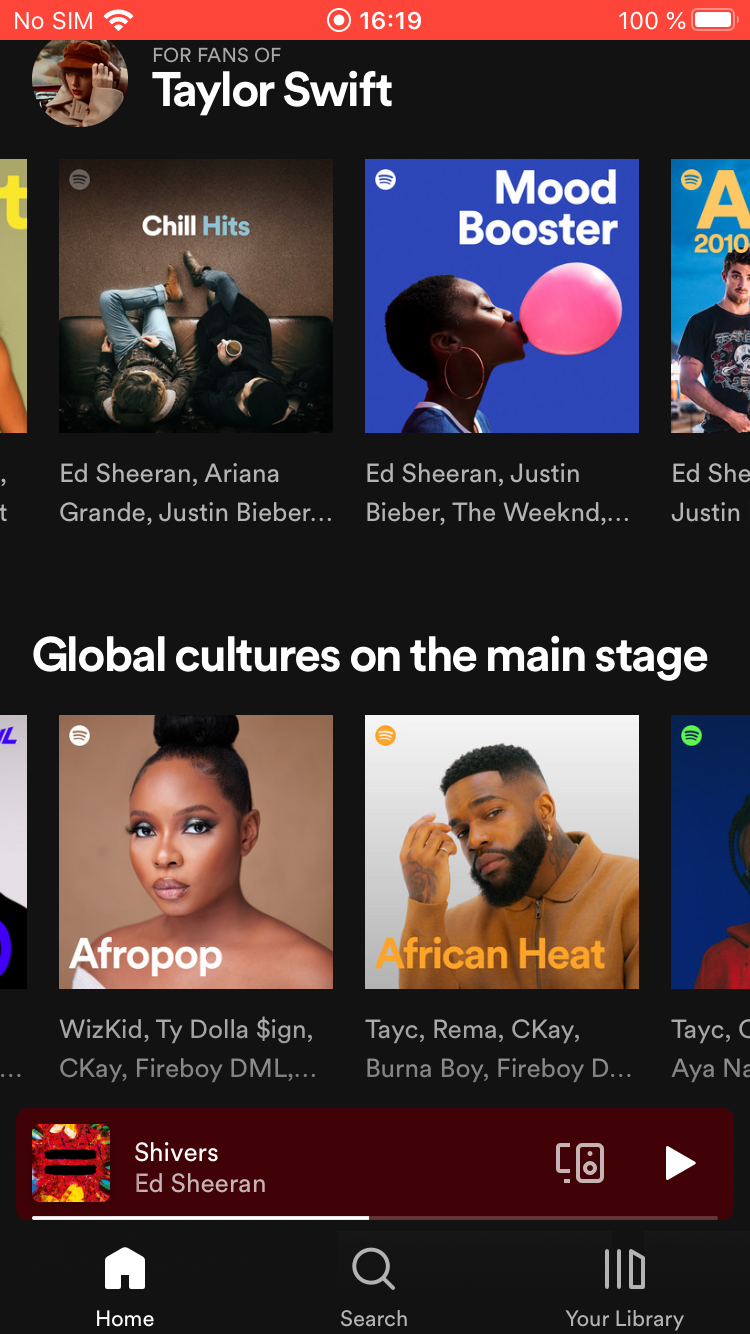 No SIM 16:19 100 %
FOR FANS OF
Taylor Swift
Chill Hits
Mood
Booster
2010
Ed Sheeran, Ariana
Grande, Justin Bieber...
Ed Sheeran, Justin
Bieber, The Weeknd,...
Ed She
Justin
Global cultures on the main stage
Afropop
African Heat
WizKid, Ty Dolla $ign,
CKay, Fireboy DML,...
Tayc, Rema, CKay,
Burna Boy, Fireboy D...
Tayc, C
Aya Na
Shivers
Ed Sheeran
Home
Search
Your Library